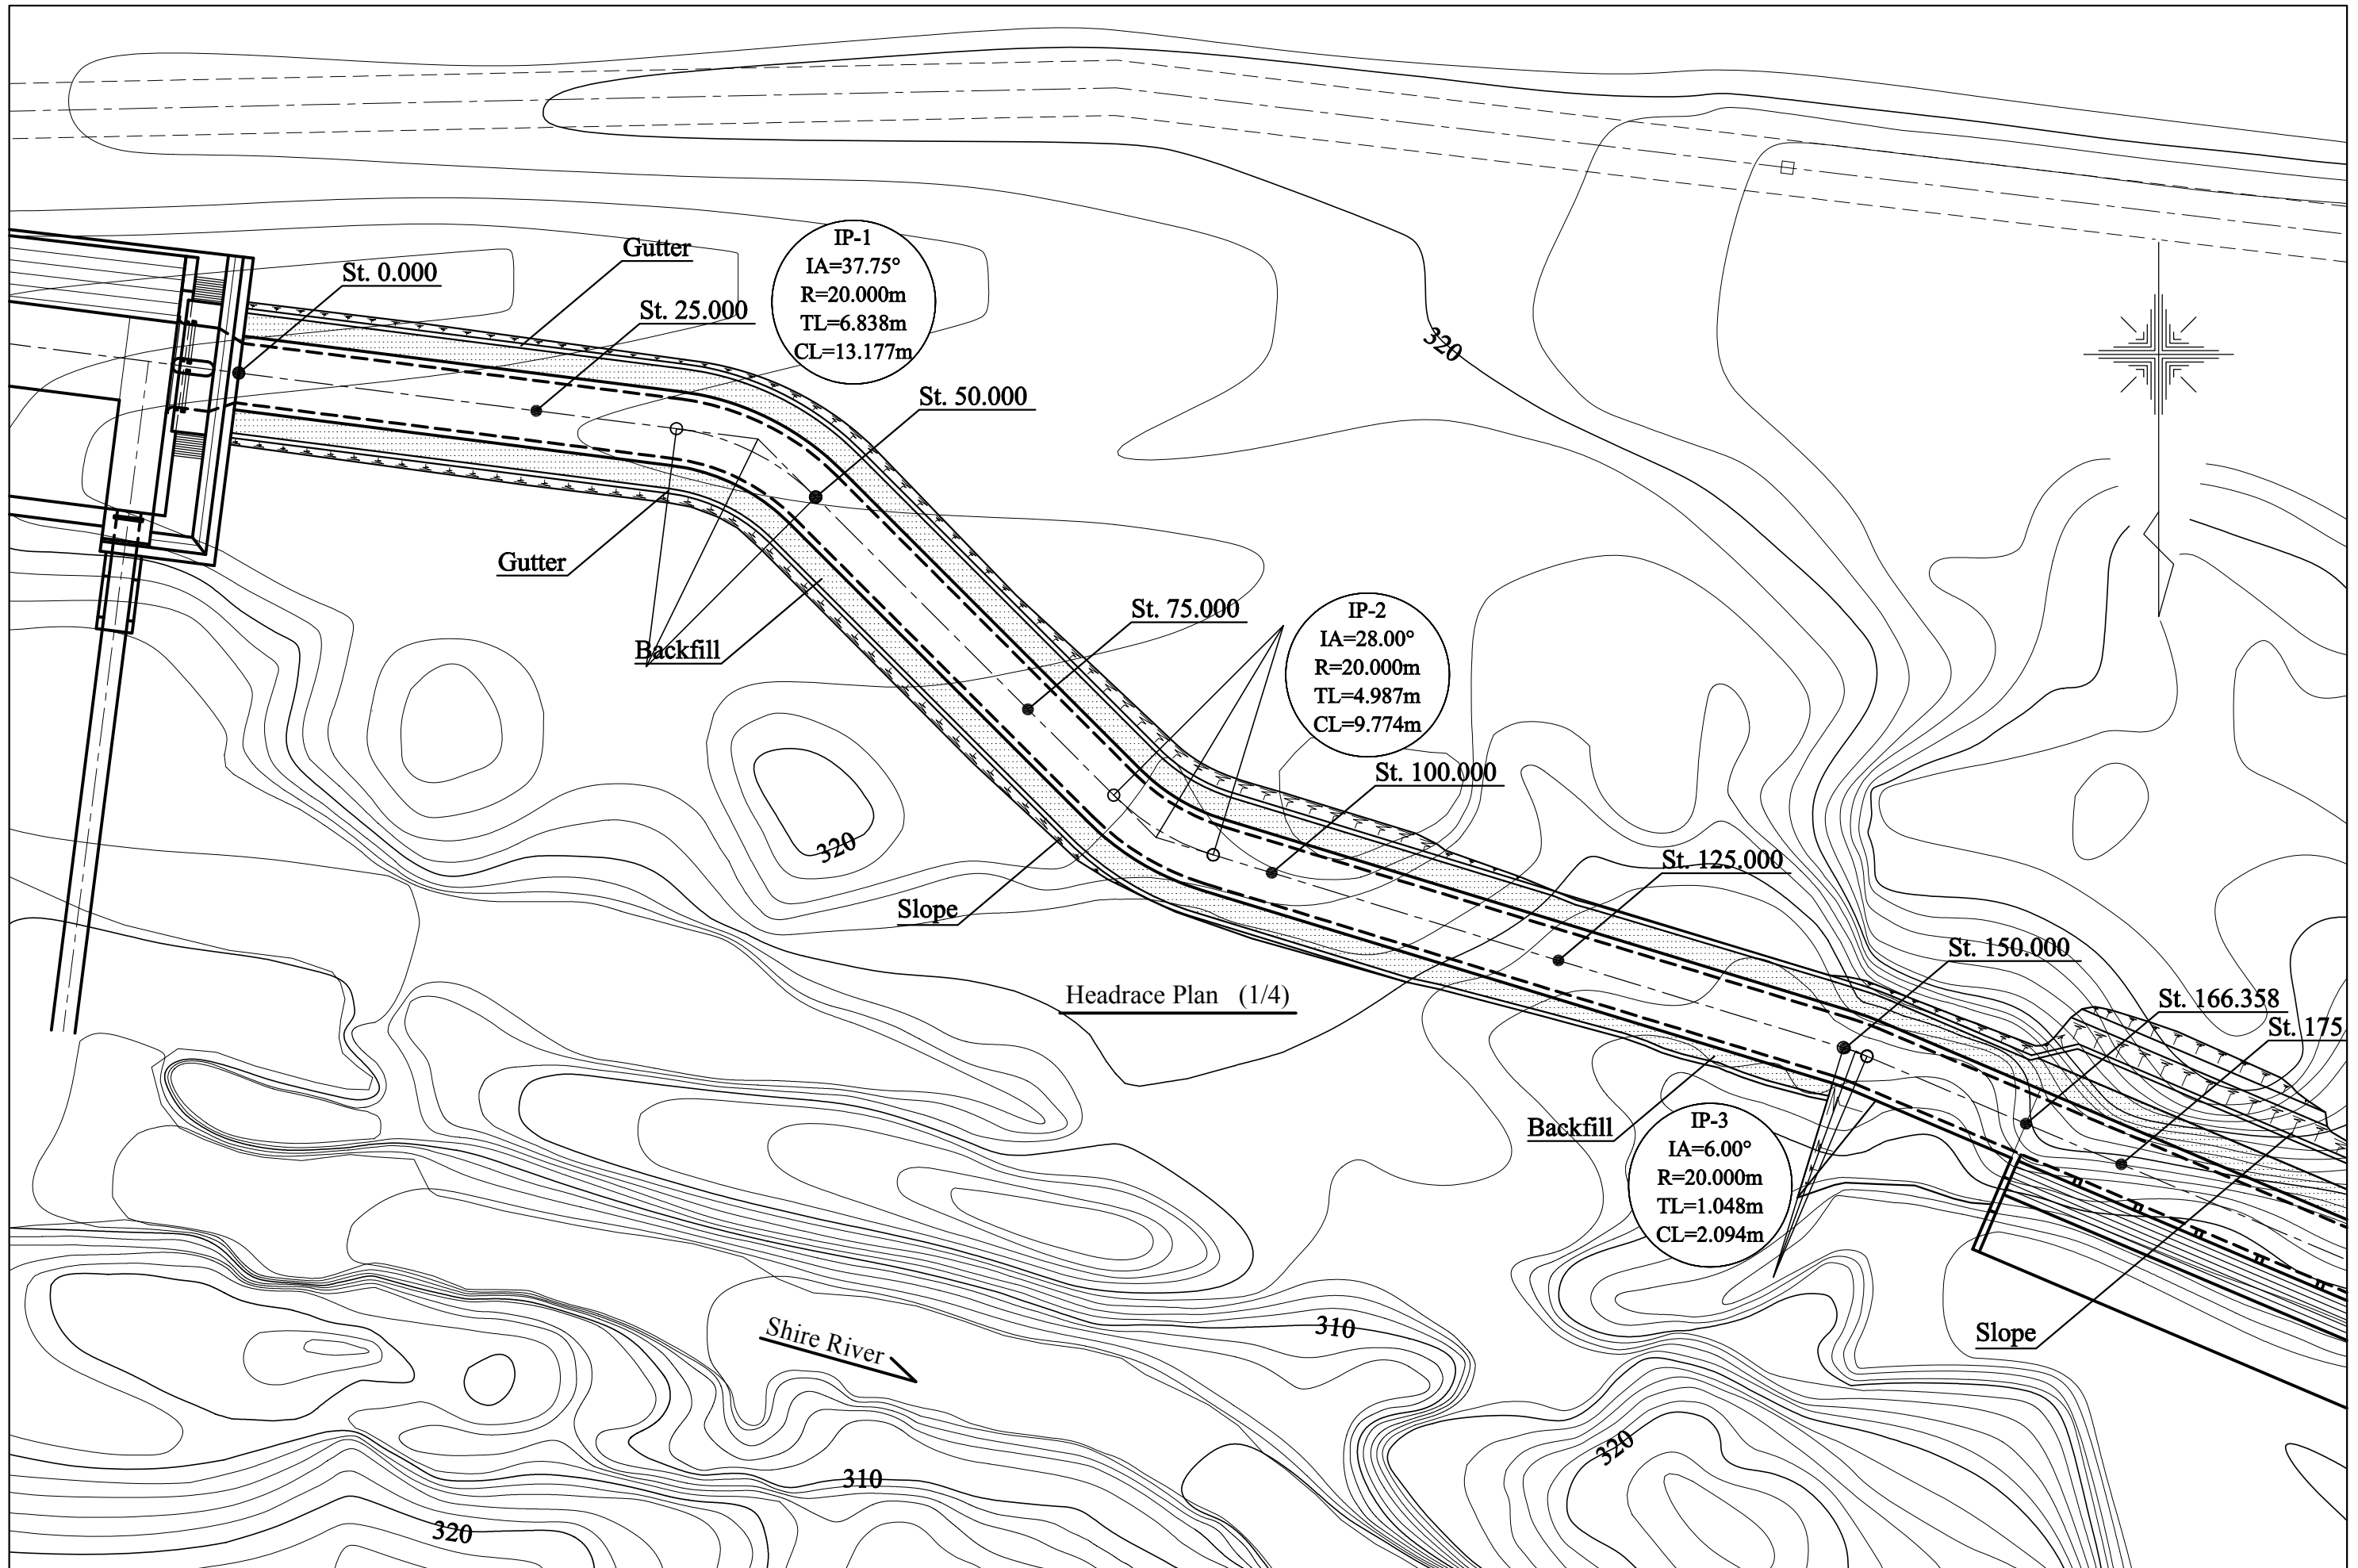 IP-1
IA=37.75°
R=20.000m
TL=6.838m
CL=13.177m
Gutter
St. 0.000
St. 25.000
320
St. 50.000
Gutter
St. 75.000
IP-2
IA=28.00°
R=20.000m
TL=4.987m
CL=9.774m
Backfill
St. 100.000
320
St. 125.000
Slope
St. 150.000
Headrace Plan (1/4)
St. 166.358
St. 175
Backfill
IP-3
IA=6.00°
R=20.000m
TL=1.048m
CL=2.094m
Shire River
310
Slope
320
310
320